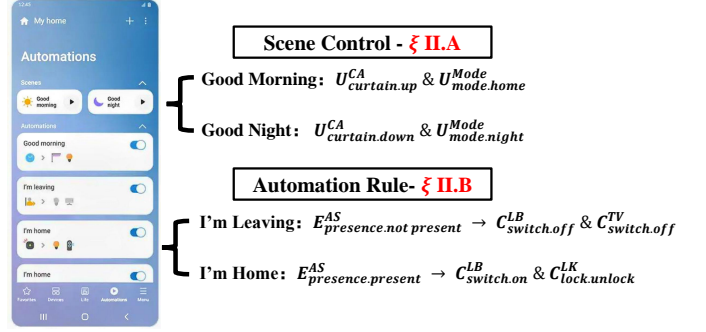 12:49
My home
Automations
Scenes
Good morning
Good night
Automations
Good morning
I'm leaving
I'm home
I'm home
Favorites Devices Life Automations Menu
Scene Control - ξ II.A
Good Morning: U^{CA}_{curtain.up} & U^{Mode}_{mode.home}
Good Night: U^{CA}_{curtain.down} & U^{Mode}_{mode.night}
Automation Rule- ξ II.B
I'm Leaving: E^{AS}_{presence.not present} → C^{LB}_{switch.off} & C^{TV}_{switch.off}
I'm Home: E^{AS}_{presence.present} → C^{LB}_{switch.on} & C^{LK}_{lock.unlock}